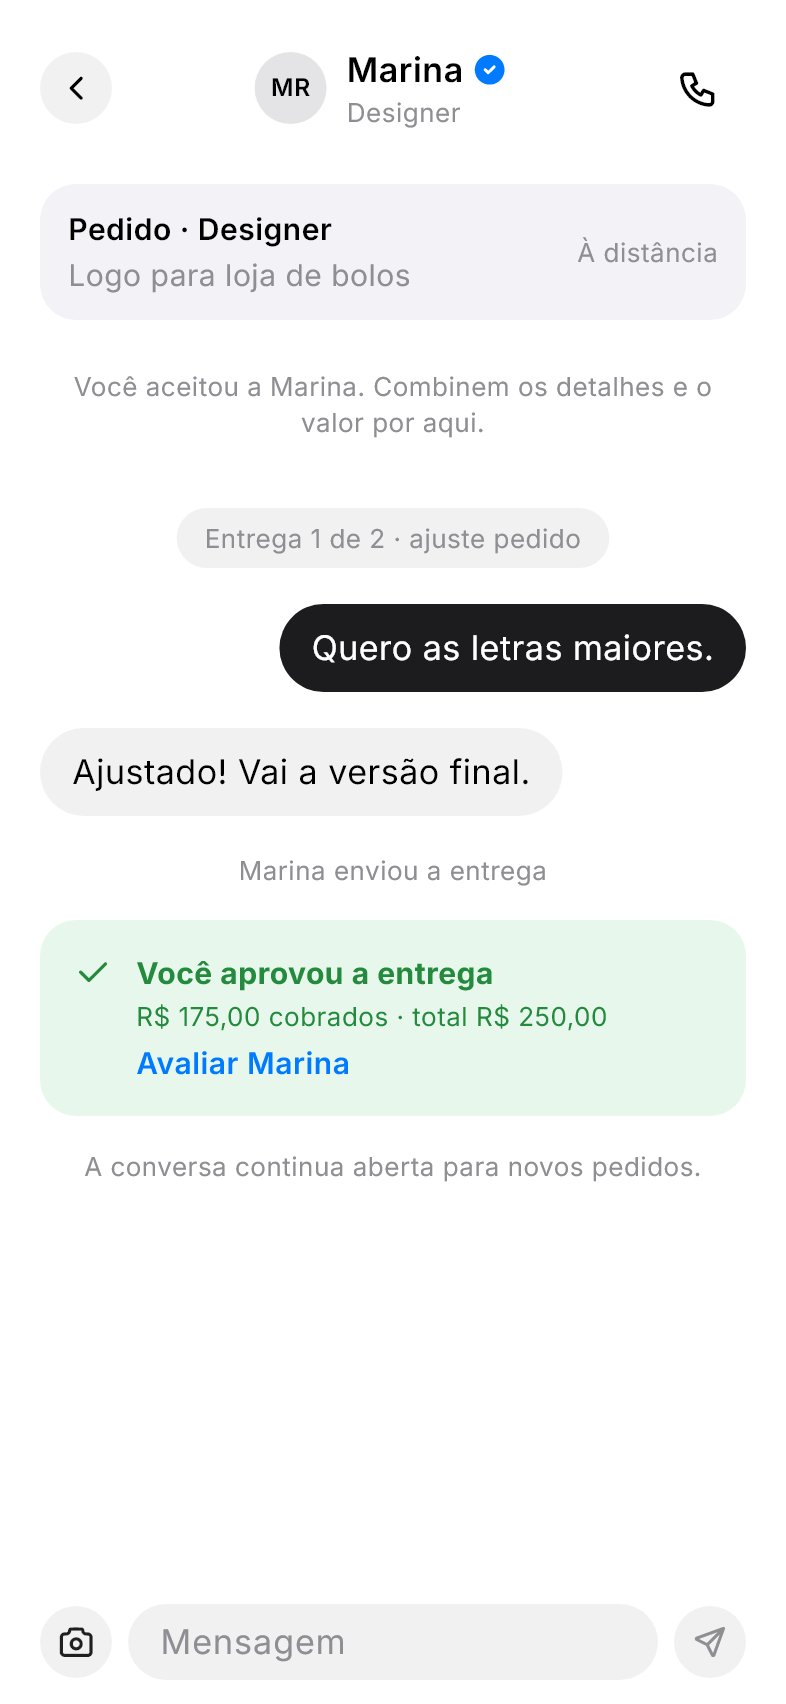 MR
Marina
Designer
Pedido · Designer
Logo para loja de bolos
À distância
Você aceitou a Marina. Combinem os detalhes e o
valor por aqui.
Entrega 1 de 2 · ajuste pedido
Quero as letras maiores.
Ajustado! Vai a versão final.
Marina enviou a entrega
Você aprovou a entrega
R$ 175,00 cobrados · total R$ 250,00
Avaliar Marina
A conversa continua aberta para novos pedidos.
Mensagem